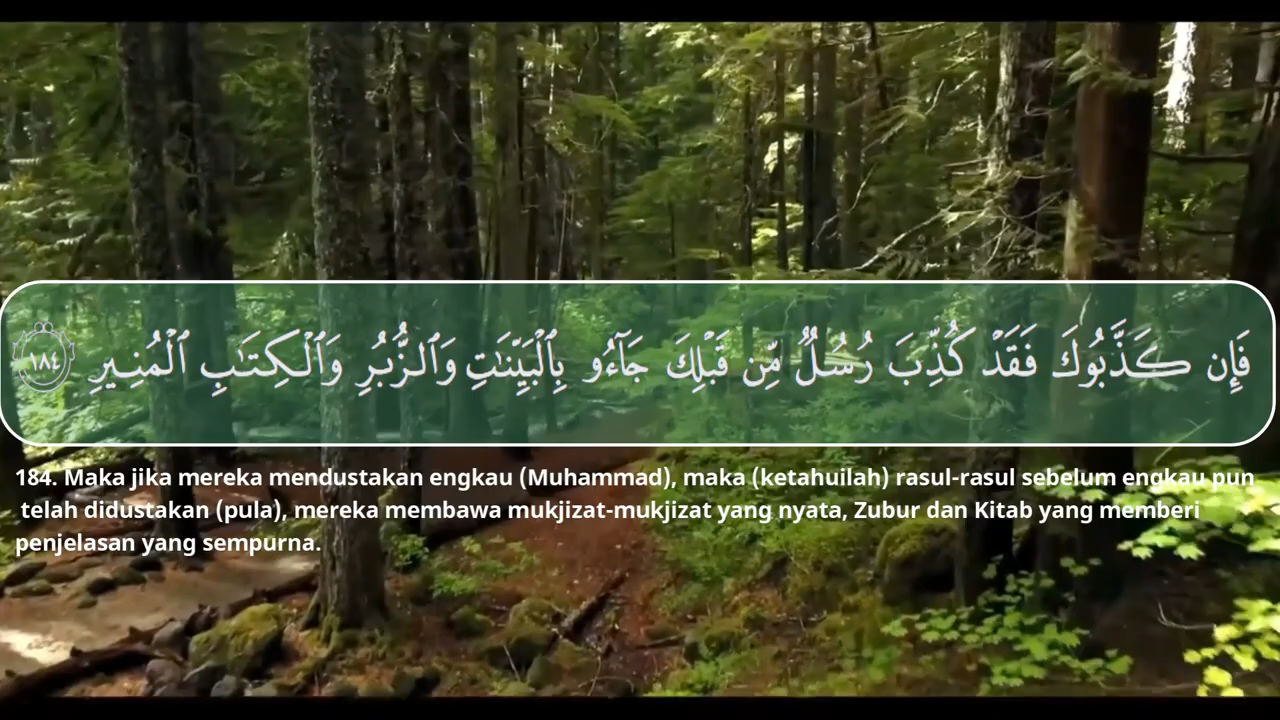 فَإِن كَذَّبُوكَ فَقَدْ كُذِّبَ رُسُلٌ مِّن قَبْلِكَ جَآءُو بِٱلْبَيِّنَـٰتِ وَٱلزُّبُرِ وَٱلْكِتَـٰبِ ٱلْمُنِيرِ ١٨٤
184. Maka jika mereka mendustakan engkau (Muhammad), maka (ketahuilah) rasul-rasul sebelum engkau pun
telah didustakan (pula), mereka membawa mukjizat-mukjizat yang nyata, Zubur dan Kitab yang memberi
penjelasan yang sempurna.